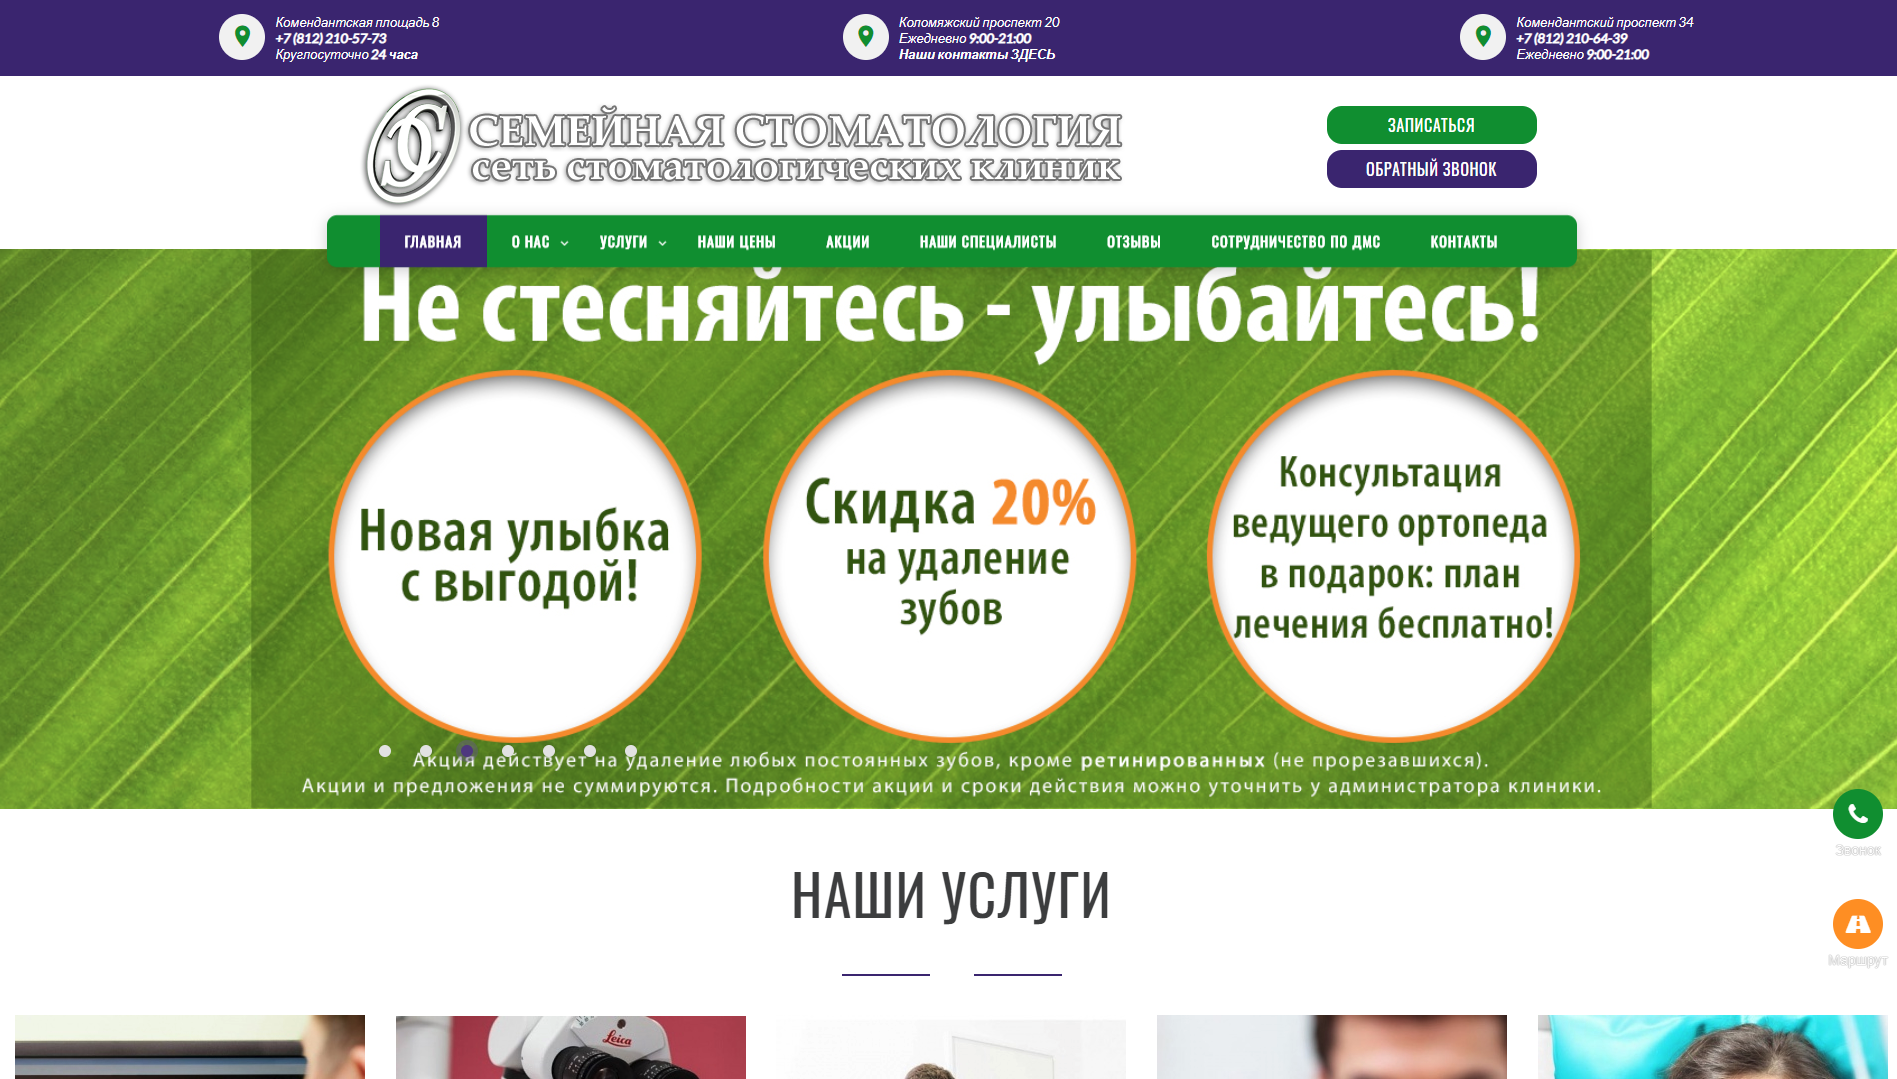 Комендантская площадь 8
+7 (812) 210-57-73
Круглосуточно 24 часа
Коломяжский проспект 20
Ежедневно 9:00-21:00
Наши контакты ЗДЕСЬ
Комендантский проспект 34
+7 (812) 210-64-39
Ежедневно 9:00-21:00
СЕМЕЙНАЯ СТОМАТОЛОГИЯ
сеть стоматологических клиник
ЗАПИСАТЬСЯ
ОБРАТНЫЙ ЗВОНОК
ГЛАВНАЯ О НАС УСЛУГИ НАШИ ЦЕНЫ АКЦИИ НАШИ СПЕЦИАЛИСТЫ ОТЗЫВЫ СОТРУДНИЧЕСТВО ПО ДМС КОНТАКТЫ
Не стесняйтесь - улыбайтесь!
Новая улыбка
с выгодой!
Скидка 20%
на удаление
зубов
Консультация
ведущего ортопеда
в подарок: план
лечения бесплатно!
Акция действует на удаление любых постоянных зубов, кроме ретинированных (не прорезавшихся).
Акции и предложения не суммируются. Подробности акции и сроки действия можно уточнить у администратора клиники.
Звонок
НАШИ УСЛУГИ
Маршрут
Leica